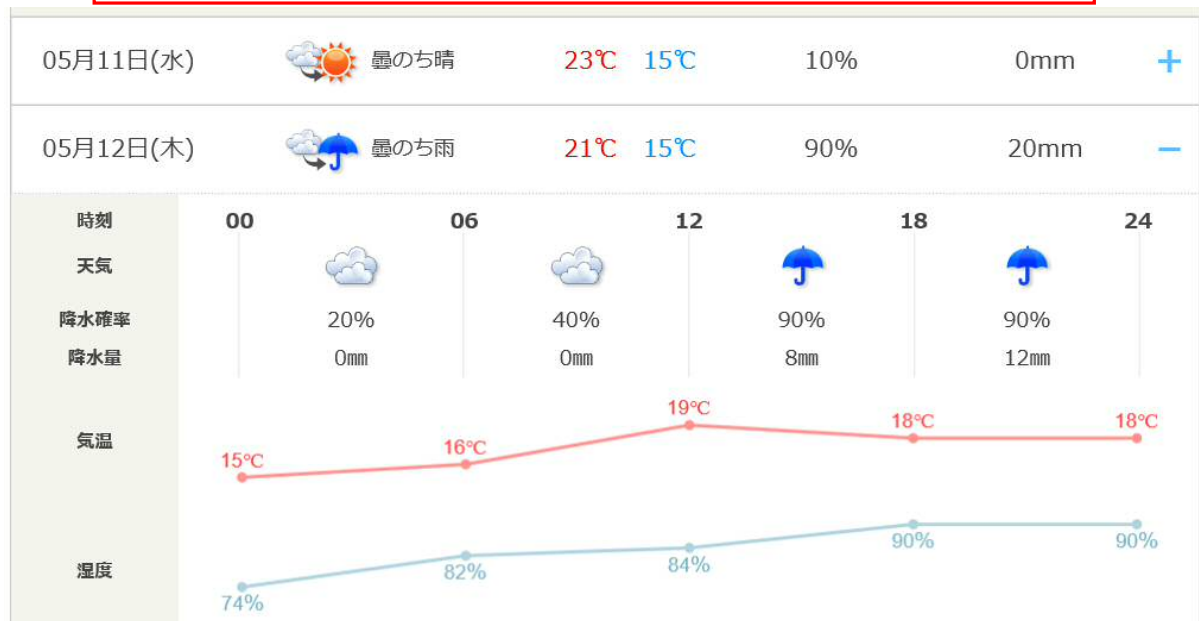 05月11日(水) 曇のち晴 23℃ 15℃ 10% 0mm +
05月12日(木) 曇のち雨 21℃ 15℃ 90% 20mm −
時刻 00 06 12 18 24
天気
降水確率 20% 40% 90% 90%
降水量 0㎜ 0㎜ 8㎜ 12㎜
気温 15℃ 16℃ 19℃ 18℃ 18℃
湿度 74% 82% 84% 90% 90%